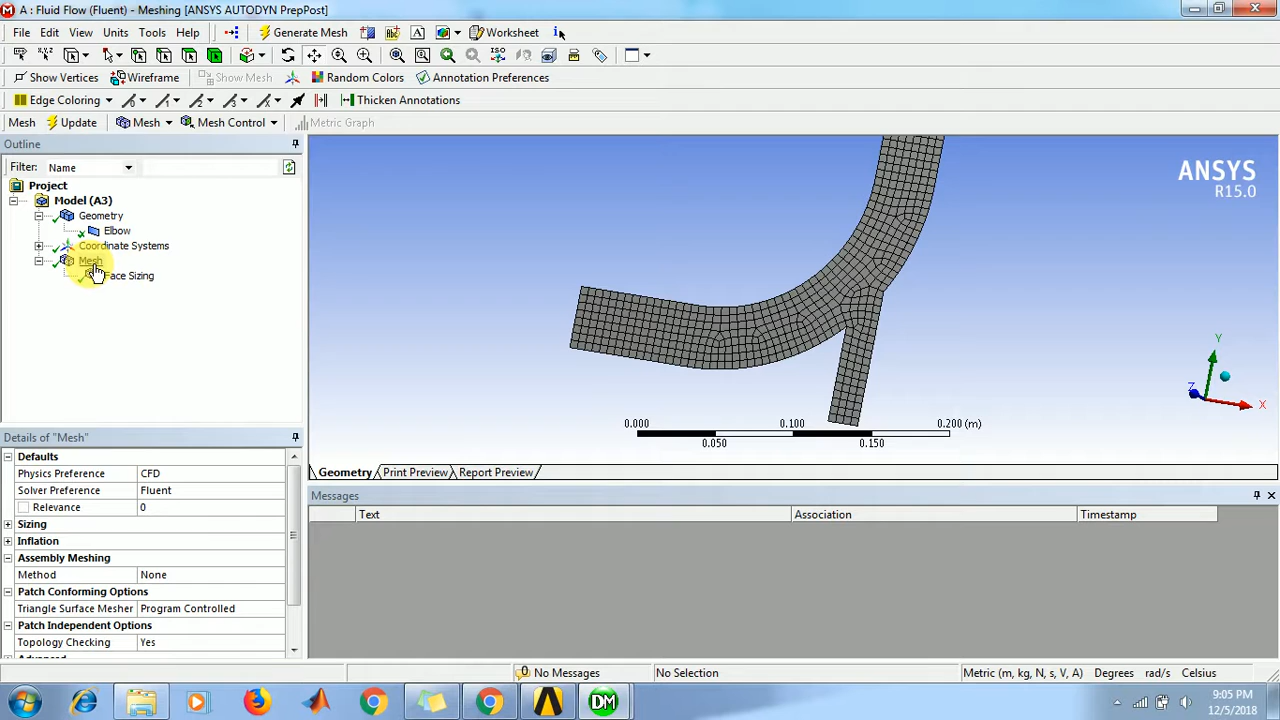 A : Fluid Flow (Fluent) - Meshing [ANSYS AUTODYN PrepPost]
File Edit View Units Tools Help Generate Mesh A Worksheet i
ISO
Show Vertices Wireframe Show Mesh Random Colors Annotation Preferences
Edge Coloring Thicken Annotations
Mesh Update Mesh Mesh Control Metric Graph
Outline
Filter: Name
Project
Model (A3)
Geometry
Elbow
Coordinate Systems
Mesh
Face Sizing
ANSYS
R15.0
Y
Z
X
0.000 0.100 0.200 (m)
0.050 0.150
Geometry Print Preview Report Preview
Details of "Mesh"
Defaults
Physics Preference CFD
Solver Preference Fluent
Relevance 0
Sizing
Inflation
Assembly Meshing
Method None
Patch Conforming Options
Triangle Surface Mesher Program Controlled
Patch Independent Options
Topology Checking Yes
Messages
Text Association Timestamp
0 No Messages No Selection Metric (m, kg, N, s, V, A) Degrees rad/s Celsius
DM
9:05 PM
12/5/2018